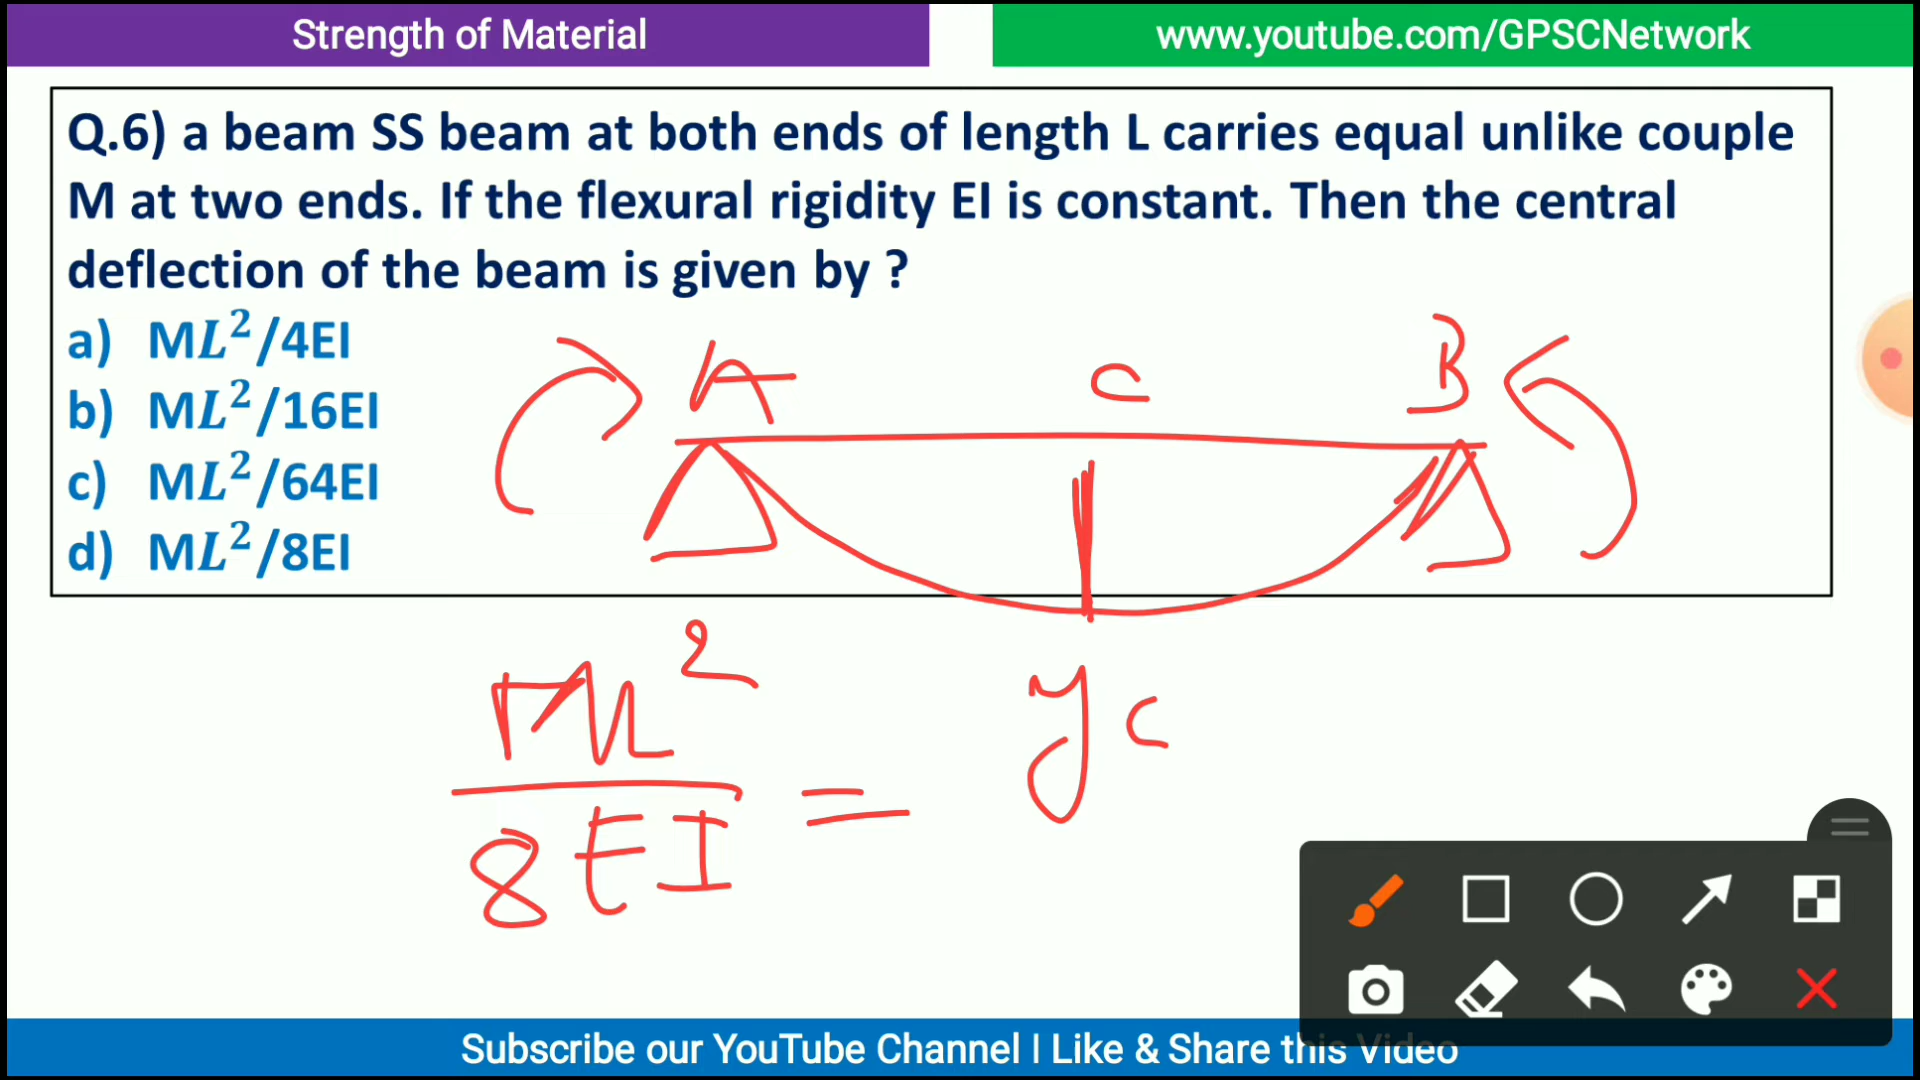 Strength of Material
www.youtube.com/GPSCNetwork
Q.6) a beam SS beam at both ends of length L carries equal unlike couple
M at two ends. If the flexural rigidity EI is constant. Then the central
deflection of the beam is given by ?
a) ML²/4EI
b) ML²/16EI
c) ML²/64EI
d) ML²/8EI
A
C
B
ML²
8EI
=
yc
Subscribe our YouTube Channel I Like & Share this Video